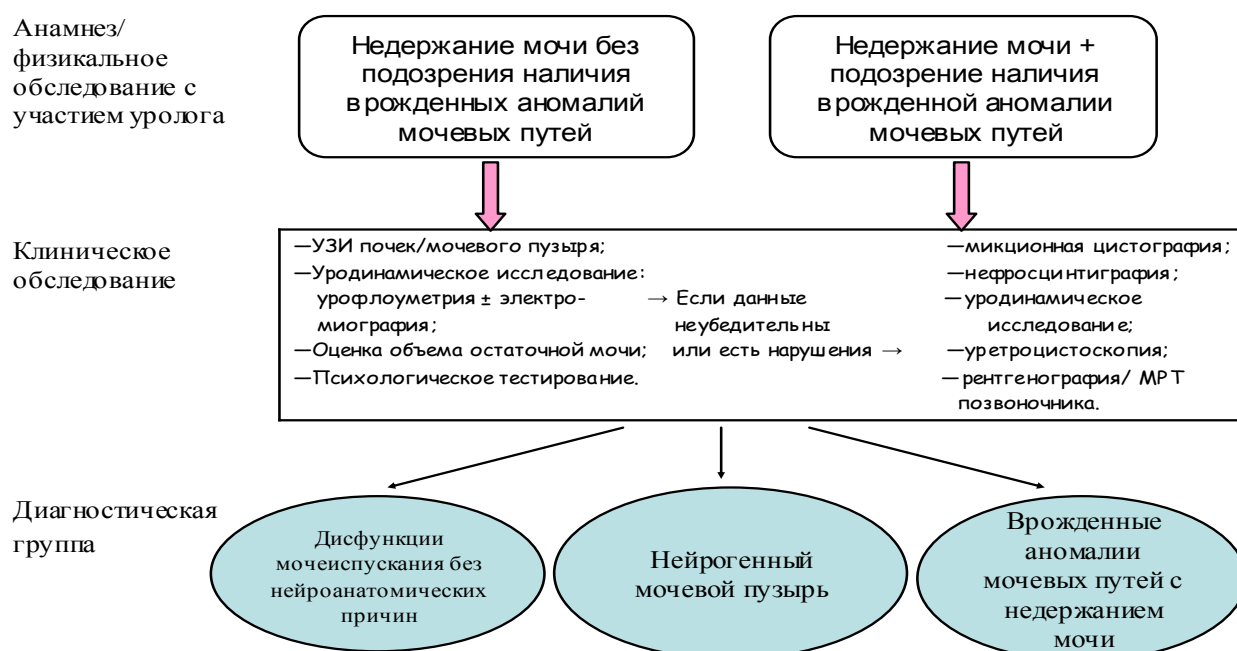 Анамнез/
физикальное
обследование с
участием уролога
Недержание мочи без
подозрения наличия
врожденных аномалий
мочевых путей
Недержание мочи +
подозрение наличия
врожденной аномалии
мочевых путей
Клиническое
обследование
—УЗИ почек/мочевого пузыря;
—Уродинамическое исследование:
урофлоуметрия ± электро-
миография;
—Оценка объема остаточной мочи;
—Психологическое тестирование.
→ Если данные
неубедительны
или есть нарушения →
—микционная цистография;
—нефросцинтиграфия;
—уродинамическое
исследование;
—уретроцистоскопия;
—рентгенография/ МРТ
позвоночника.
Диагностическая
группа
Дисфункции
мочеиспускания без
нейроанатомических
причин
Нейрогенный
мочевой пузырь
Врожденные
аномалии
мочевых путей с
недержанием
мочи